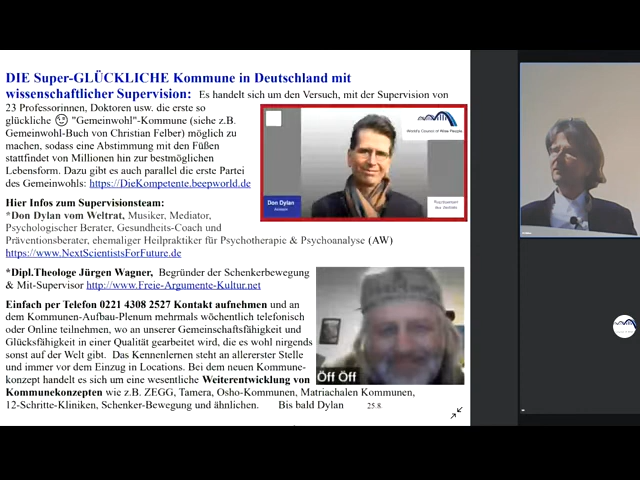 DIE Super-GLÜCKLICHE Kommune in Deutschland mit
wissenschaftlicher Supervision: Es handelt sich um den Versuch, mit der Supervision von
23 Professorinnen, Doktoren usw. die erste so
glückliche 😉 "Gemeinwohl"-Kommune (siehe z.B.
Gemeinwohl-Buch von Christian Felber) möglich zu
machen, sodass eine Abstimmung mit den Füßen
stattfindet von Millionen hin zur bestmöglichen
Lebensform. Dazu gibt es auch parallel die erste Partei
des Gemeinwohls: https://DieKompetente.beepworld.de
World's Council of Wise People
Don Dylan
Hier Infos zum Supervisionsteam:
*Don Dylan vom Weltrat, Musiker, Mediator,
Psychologischer Berater, Gesundheits-Coach und
Präventionsberater, ehemaliger Heilpraktiker für Psychotherapie & Psychoanalyse (AW)
https://www.NextScientistsForFuture.de
*Dipl.Theologe Jürgen Wagner, Begründer der Schenkerbewegung
& Mit-Supervisor http://www.Freie-Argumente-Kultur.net
Einfach per Telefon 0221 4308 2527 Kontakt aufnehmen und an
dem Kommunen-Aufbau-Plenum mehrmals wöchentlich telefonisch
oder Online teilnehmen, wo an unserer Gemeinschaftsfähigkeit und
Glücksfähigkeit in einer Qualität gearbeitet wird, die es wohl nirgends
sonst auf der Welt gibt. Das Kennenlernen steht an allererster Stelle
und immer vor dem Einzug in Locations. Bei dem neuen Kommune-
konzept handelt es sich um eine wesentliche Weiterentwicklung von
Kommunekonzepten wie z.B. ZEGG, Tamera, Osho-Kommunen, Matriachalen Kommunen,
12-Schritte-Kliniken, Schenker-Bewegung und ähnlichen. Bis bald Dylan 25.8.
Öff Öff